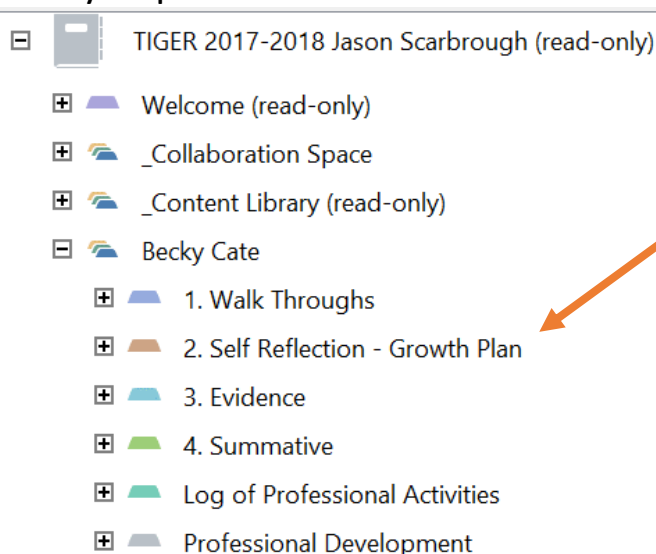 TIGER 2017-2018 Jason Scarbrough (read-only)
Welcome (read-only)
_Collaboration Space
_Content Library (read-only)
Becky Cate
1. Walk Throughs
2. Self Reflection - Growth Plan
3. Evidence
4. Summative
Log of Professional Activities
Professional Development